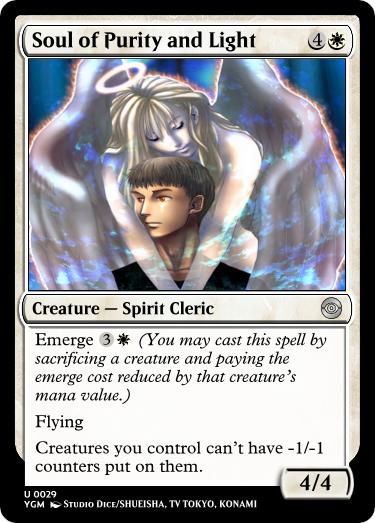 Soul of Purity and Light 4
Creature — Spirit Cleric
Emerge 3 (You may cast this spell by
sacrificing a creature and paying the
emerge cost reduced by that creature's
mana value.)
Flying
Creatures you control can't have -1/-1
counters put on them.
4/4
U 0029
YGM Studio Dice/SHUEISHA, TV TOKYO, KONAMI